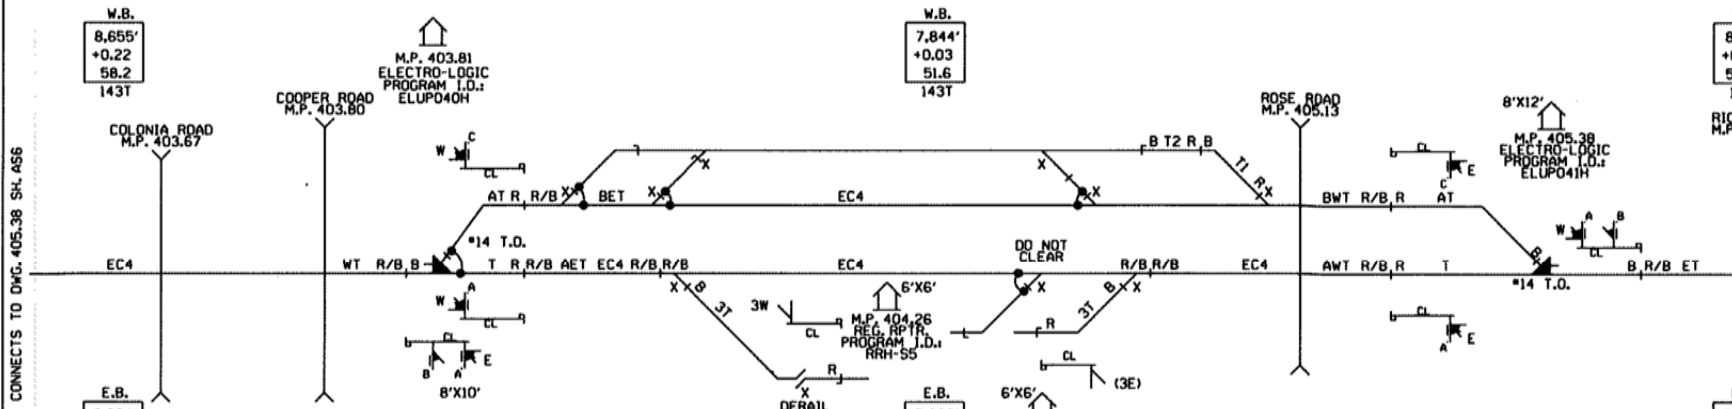 W.B.
8,655'
+0.22
58.2
143T
M.P. 403.81
ELECTRO-LOGIC
PROGRAM I.D.:
ELUP040H
COOPER ROAD
M.P. 403.80
COLONIA ROAD
M.P. 403.67
W.B.
7,844'
+0.03
51.6
143T
ROSE ROAD
M.P. 405.13
8'X12'
M.P. 405.38
ELECTRO-LOGIC
PROGRAM I.D.:
ELUP041H
RIC
M.P
CONNECTS TO DWG. 405.38 SH. AS6
C
W
CL
X
X
B T2 R B
T1 R X
CL
E
C
AT R R/B X BET X EC4 X BWT R/B R AT
W A B
CL
#14 T.O.
DO NOT
CLEAR
B
EC4 WT R/B B T R R/B AET EC4 R/B R/B EC4 R/B R/B EC4 AWT R/B R T B R/B ET
#14 T.O.
W A
CL
X B
3T
3W
CL
6'X6'
M.P. 404.26
REG. RPTR.
PROGRAM I.D.:
RRH-S5
X
L
R
3T
B X
CL
E
A
CL
B A E
8'X10'
R
X
DERAIL
CL
(3E)
E.B.
E.B.
6'X6'